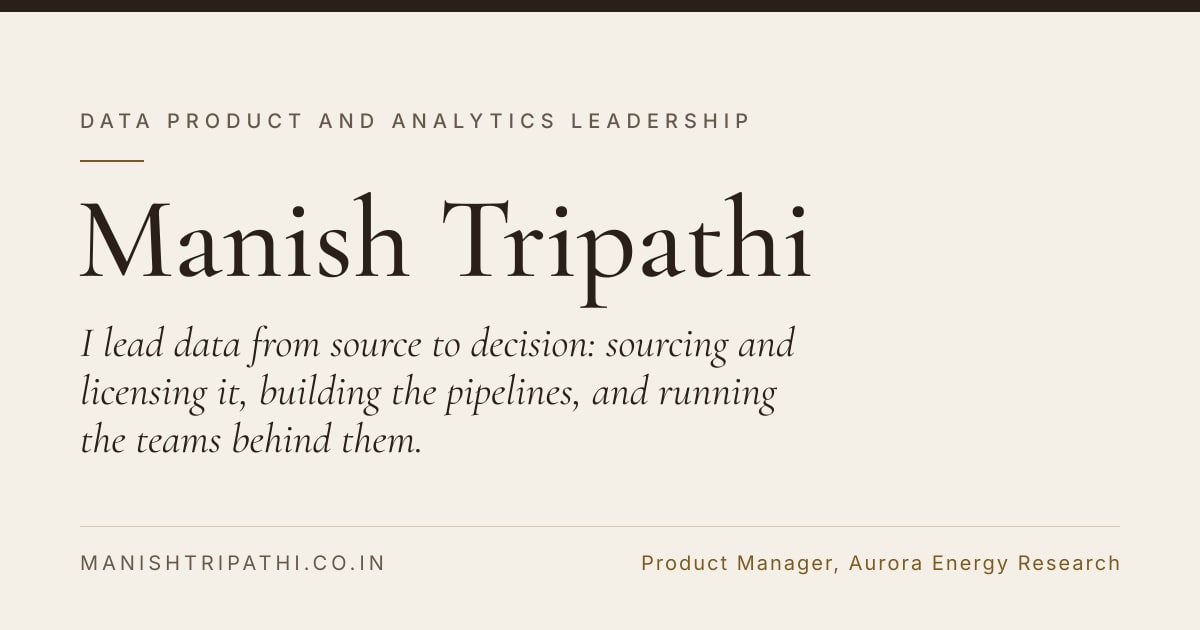 DATA PRODUCT AND ANALYTICS LEADERSHIP
Manish Tripathi
I lead data from source to decision: sourcing and
licensing it, building the pipelines, and running
the teams behind them.
MANISHTRIPATHI.CO.IN
Product Manager, Aurora Energy Research